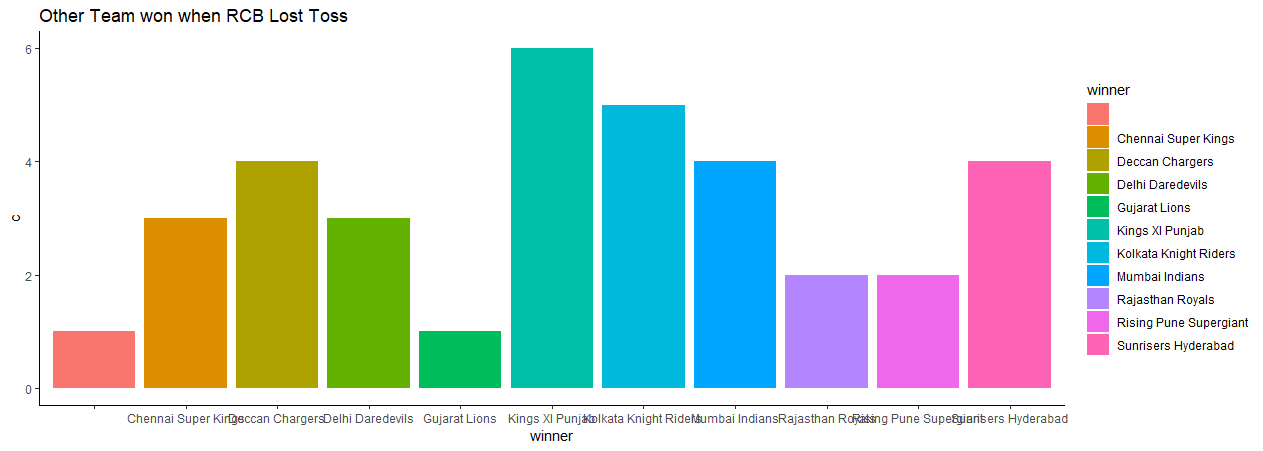 Other Team won when RCB Lost Toss
6
4
2
0
c
Chennai Super Kings Deccan Chargers Delhi Daredevils Gujarat Lions Kings XI Punjab Kolkata Knight Riders Mumbai Indians Rajasthan Royals Rising Pune Supergiant Sunrisers Hyderabad
winner
winner
Chennai Super Kings
Deccan Chargers
Delhi Daredevils
Gujarat Lions
Kings XI Punjab
Kolkata Knight Riders
Mumbai Indians
Rajasthan Royals
Rising Pune Supergiant
Sunrisers Hyderabad